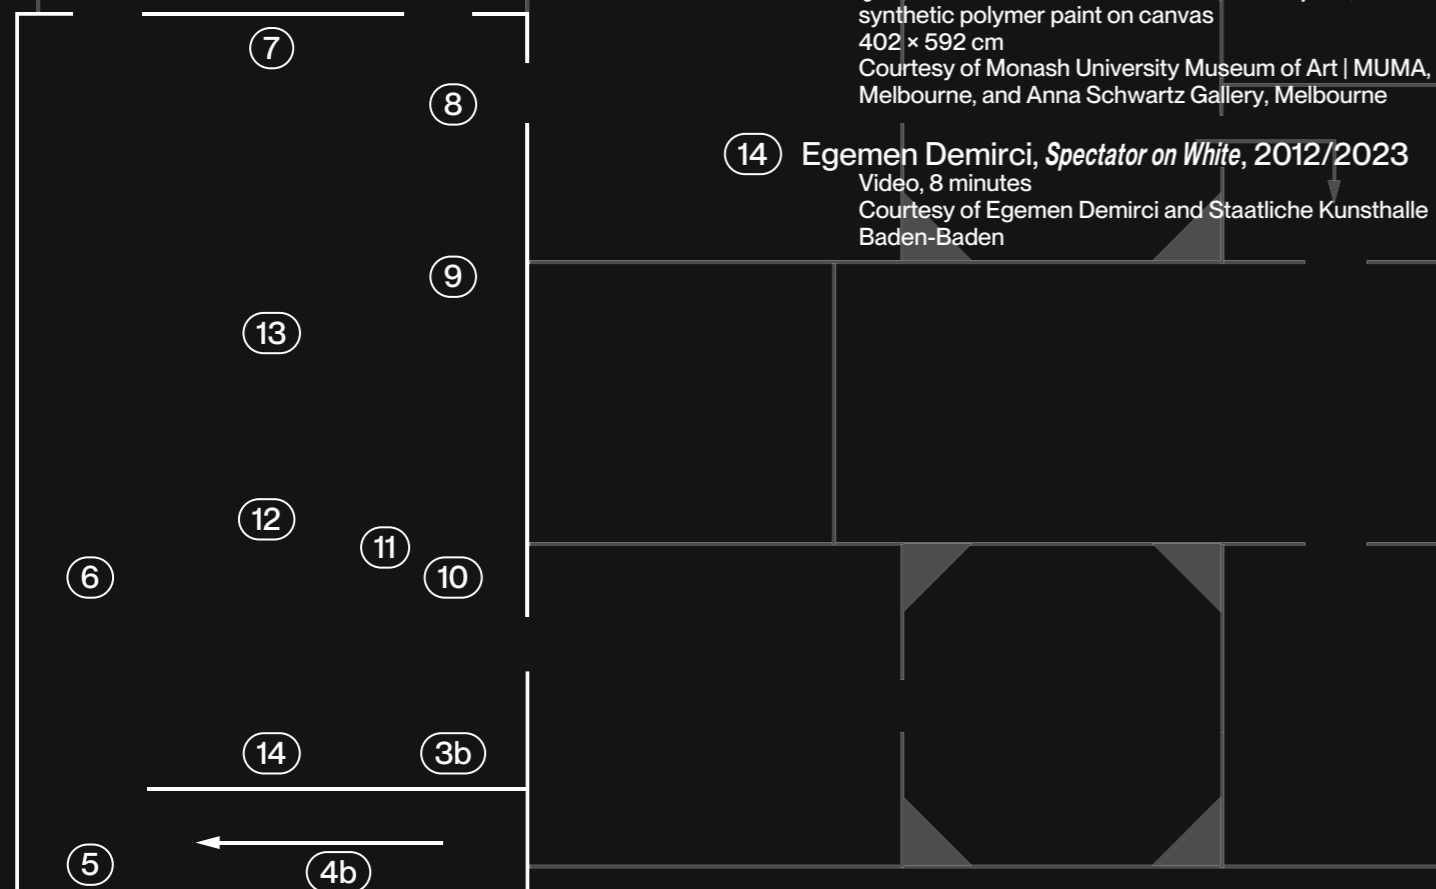 synthetic polymer paint on canvas
402 × 592 cm
Courtesy of Monash University Museum of Art | MUMA,
Melbourne, and Anna Schwartz Gallery, Melbourne
14 Egemen Demirci, Spectator on White, 2012/2023
Video, 8 minutes
Courtesy of Egemen Demirci and Staatliche Kunsthalle
Baden-Baden
7
8
9
13
12
11
6
10
14
3b
5
4b